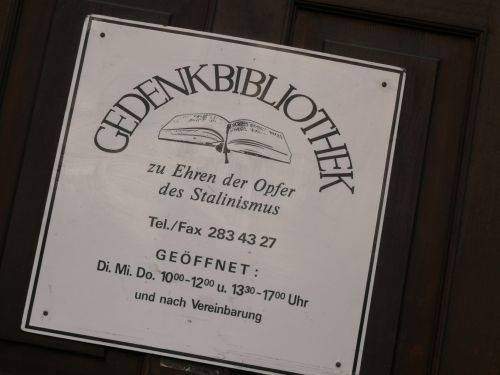 GEDENKBIBLIOTHEK
zu Ehren der Opfer
des Stalinismus
Tel./Fax 283 43 27
GEÖFFNET:
Di. Mi. Do. 10⁰⁰-12⁰⁰ u. 13³⁰-17⁰⁰ Uhr
und nach Vereinbarung